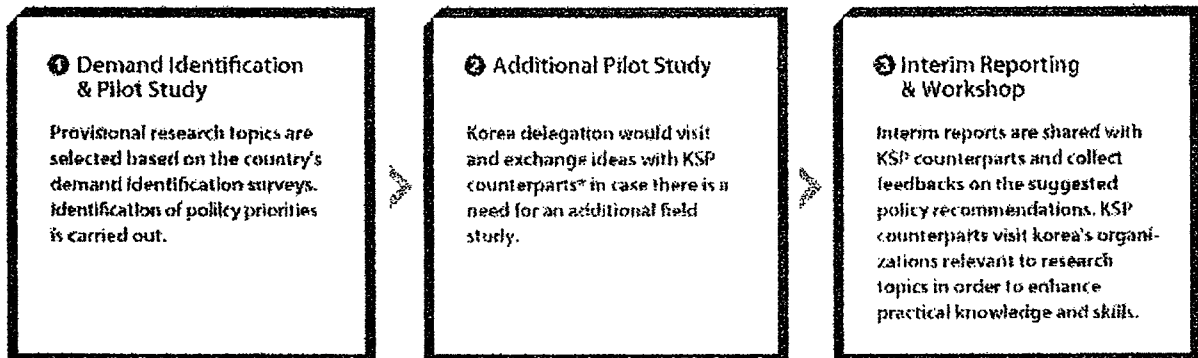 ❶ Demand Identification
& Pilot Study
Provisional research topics are
selected based on the country's
demand identification surveys.
Identification of policy priorities
is carried out.
❷ Additional Pilot Study
Korea delegation would visit
and exchange ideas with KSP
counterparts* in case there is a
need for an additional field
study.
❸ Interim Reporting
& Workshop
Interim reports are shared with
KSP counterparts and collect
feedbacks on the suggested
policy recommendations. KSP
counterparts visit korea's organi-
zations relevant to research
topics in order to enhance
practical knowledge and skills.